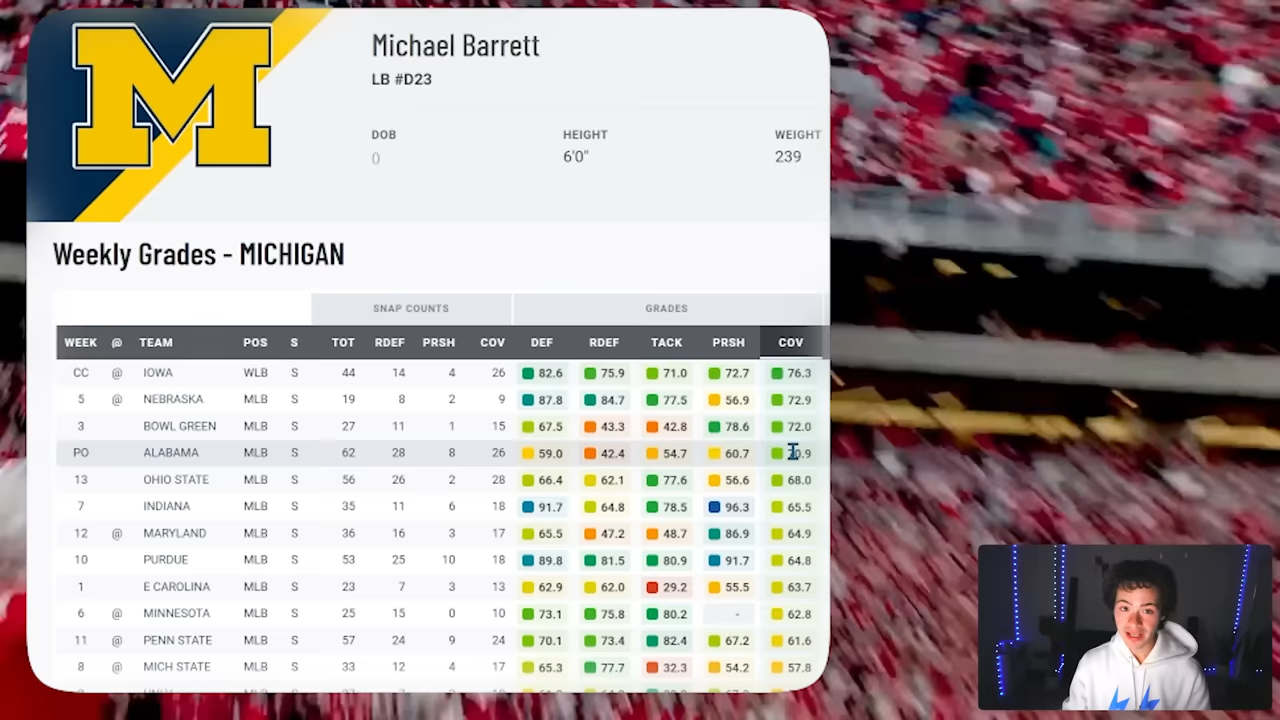 M
Michael Barrett
LB #D23
DOB HEIGHT WEIGHT
0 6'0" 239
Weekly Grades - MICHIGAN
SNAP COUNTS GRADES
WEEK @ TEAM POS S TOT RDEF PRSH COV DEF RDEF TACK PRSH COV
CC @ IOWA WLB S 44 14 4 26 82.6 75.9 71.0 72.7 76.3
5 @ NEBRASKA MLB S 19 8 2 9 87.8 84.7 77.5 56.9 72.9
3 BOWL GREEN MLB S 27 11 1 15 67.5 43.3 42.8 78.6 72.0
PO ALABAMA MLB S 62 28 8 26 59.0 42.4 54.7 60.7
13 OHIO STATE MLB S 56 26 2 28 66.4 62.1 77.6 56.6 68.0
7 INDIANA MLB S 35 11 6 18 91.7 64.8 78.5 96.3 65.5
12 @ MARYLAND MLB S 36 16 3 17 65.5 47.2 48.7 86.9 64.9
10 PURDUE MLB S 53 25 10 18 89.8 81.5 80.9 91.7 64.8
1 E CAROLINA MLB S 23 7 3 13 62.9 62.0 29.2 55.5 63.7
6 @ MINNESOTA MLB S 25 15 0 10 73.1 75.8 80.2 - 62.8
11 @ PENN STATE MLB S 57 24 9 24 70.1 73.4 82.4 67.2 61.6
8 @ MICH STATE MLB S 33 12 4 17 65.3 77.7 32.3 54.2 57.8